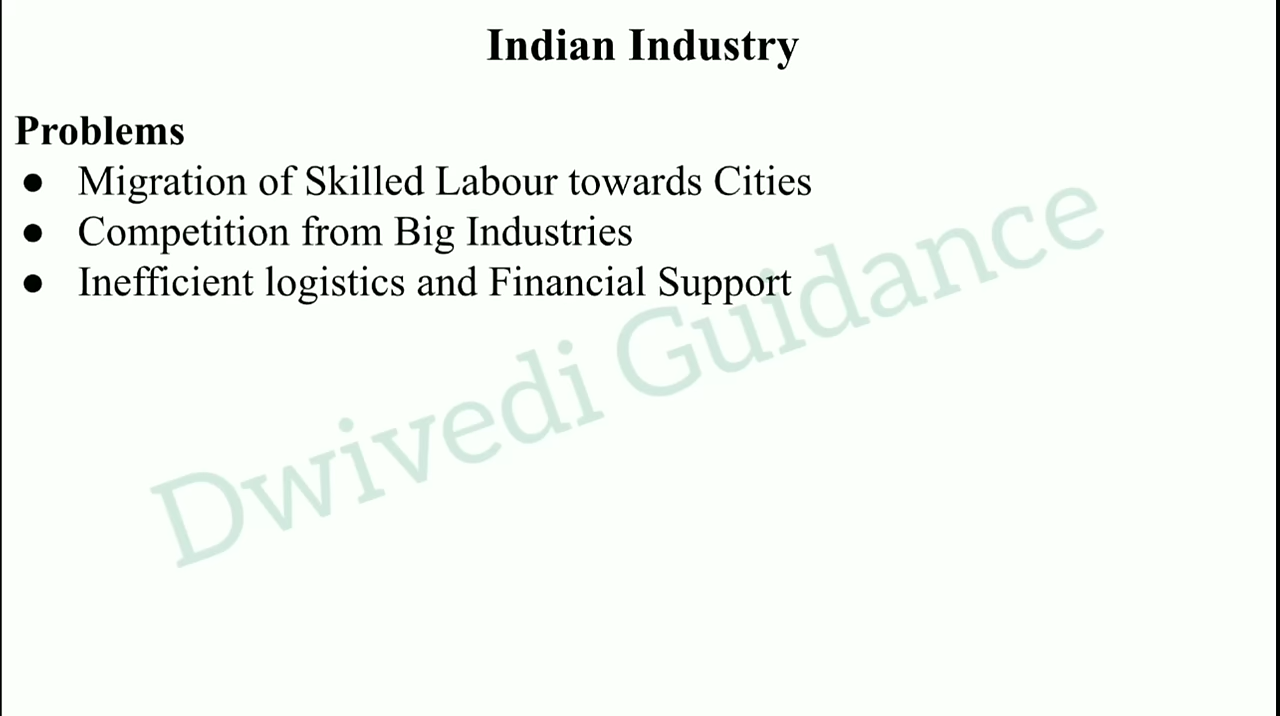 Indian Industry
Problems
● Migration of Skilled Labour towards Cities
● Competition from Big Industries
● Inefficient logistics and Financial Support
Dwivedi Guidance